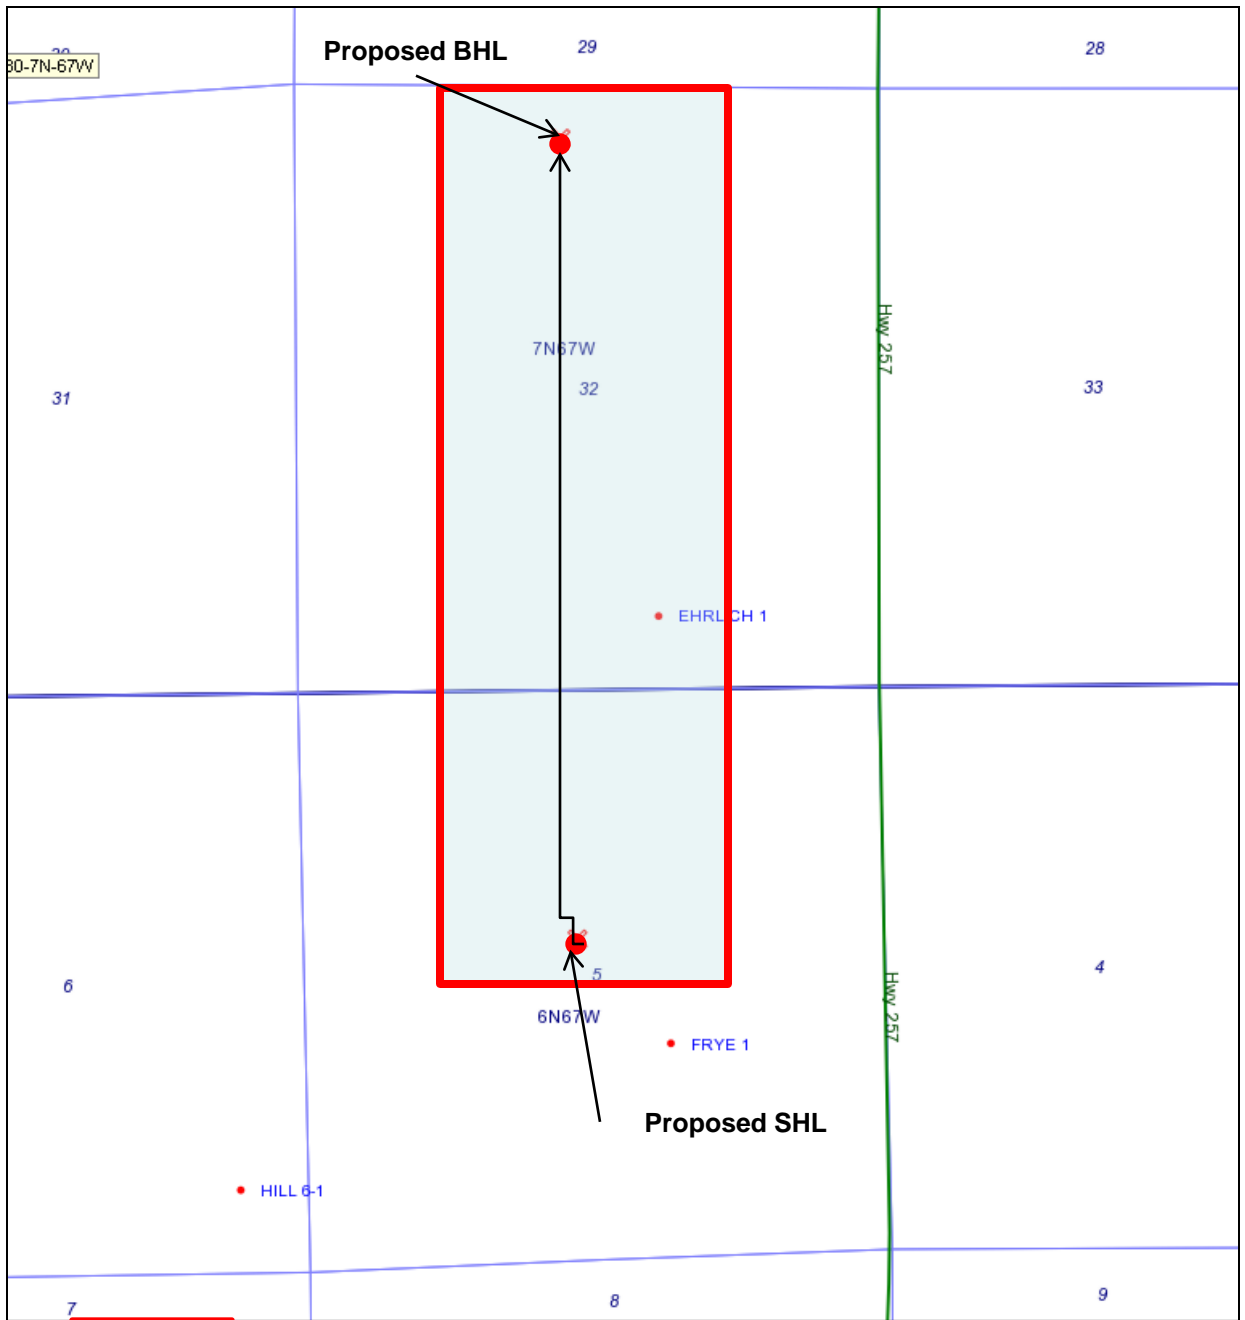 Proposed BHL
29
28
30-7N-67W
7N67W
32
31
33
Hwy 257
EHRLICH 1
5
6
4
Hwy 257
6N67W
FRYE 1
Proposed SHL
HILL 6-1
7
8
9